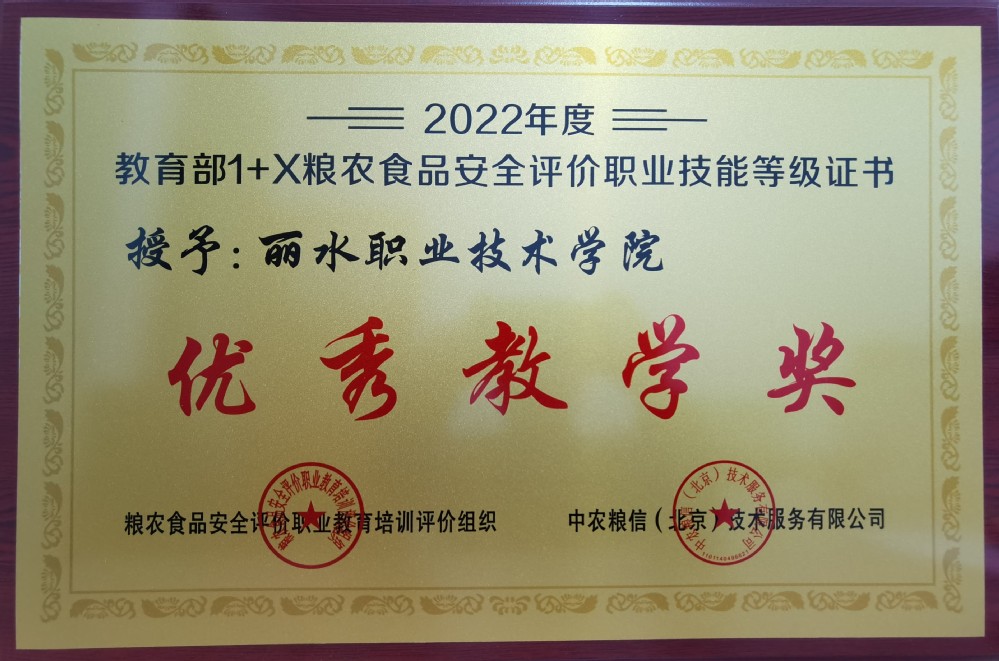 2022年度
教育部1+X粮农食品安全评价职业技能等级证书
授予：丽水职业技术学院
优秀教学奖
粮农食品安全评价职业教育培训评价组织
中农粮信（北京）技术服务有限公司